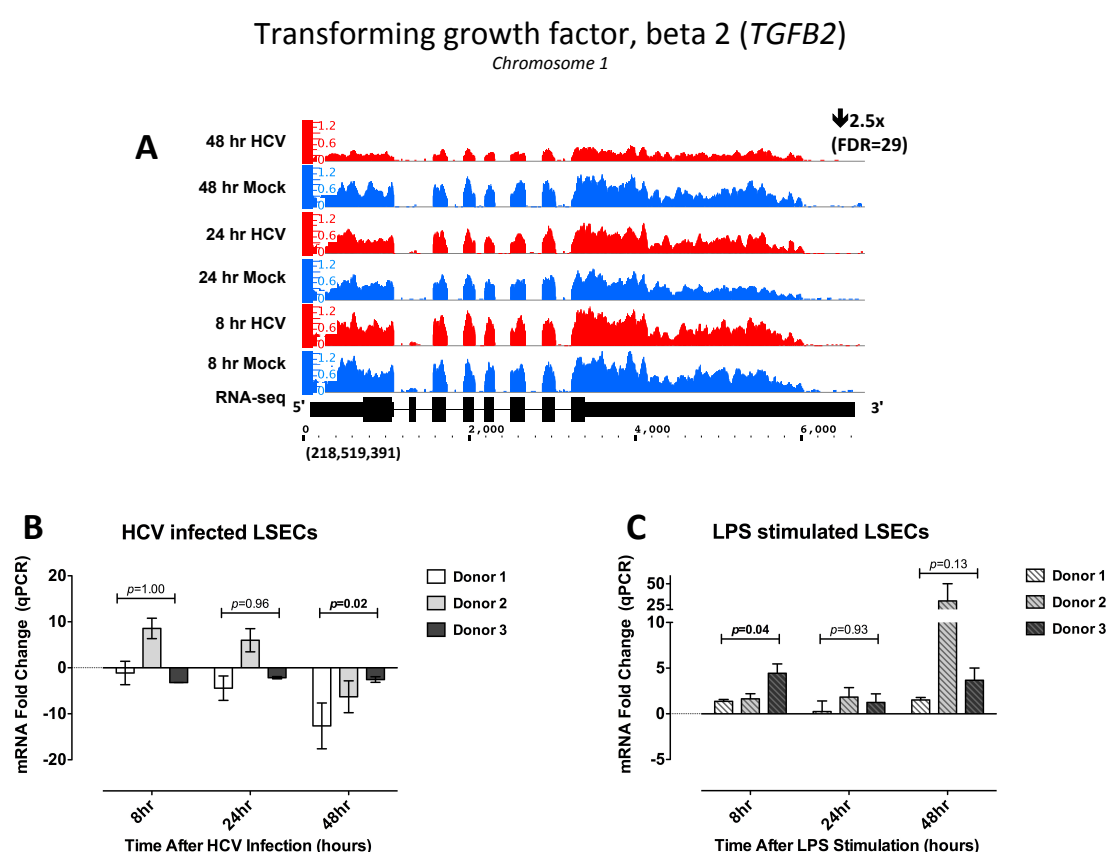 Transforming growth factor, beta 2 (TGFB2)
Chromosome 1
A
↓2.5x
(FDR=29)
48 hr HCV
1.2
0.6
0
48 hr Mock
1.2
0.6
0
24 hr HCV
1.2
0.6
0
24 hr Mock
1.2
0.6
0
8 hr HCV
1.2
0.6
0
8 hr Mock
1.2
0.6
0
RNA-seq
5' 3'
0 2,000 4,000 6,000
(218,519,391)
B
HCV infected LSECs
mRNA Fold Change (qPCR)
20
10
0
-10
-20
p=1.00
p=0.96
p=0.02
Donor 1
Donor 2
Donor 3
8hr 24hr 48hr
Time After HCV Infection (hours)
C
LPS stimulated LSECs
mRNA Fold Change (qPCR)
50
25
10
5
0
-5
p=0.04
p=0.93
p=0.13
Donor 1
Donor 2
Donor 3
8hr 24hr 48hr
Time After LPS Stimulation (hours)